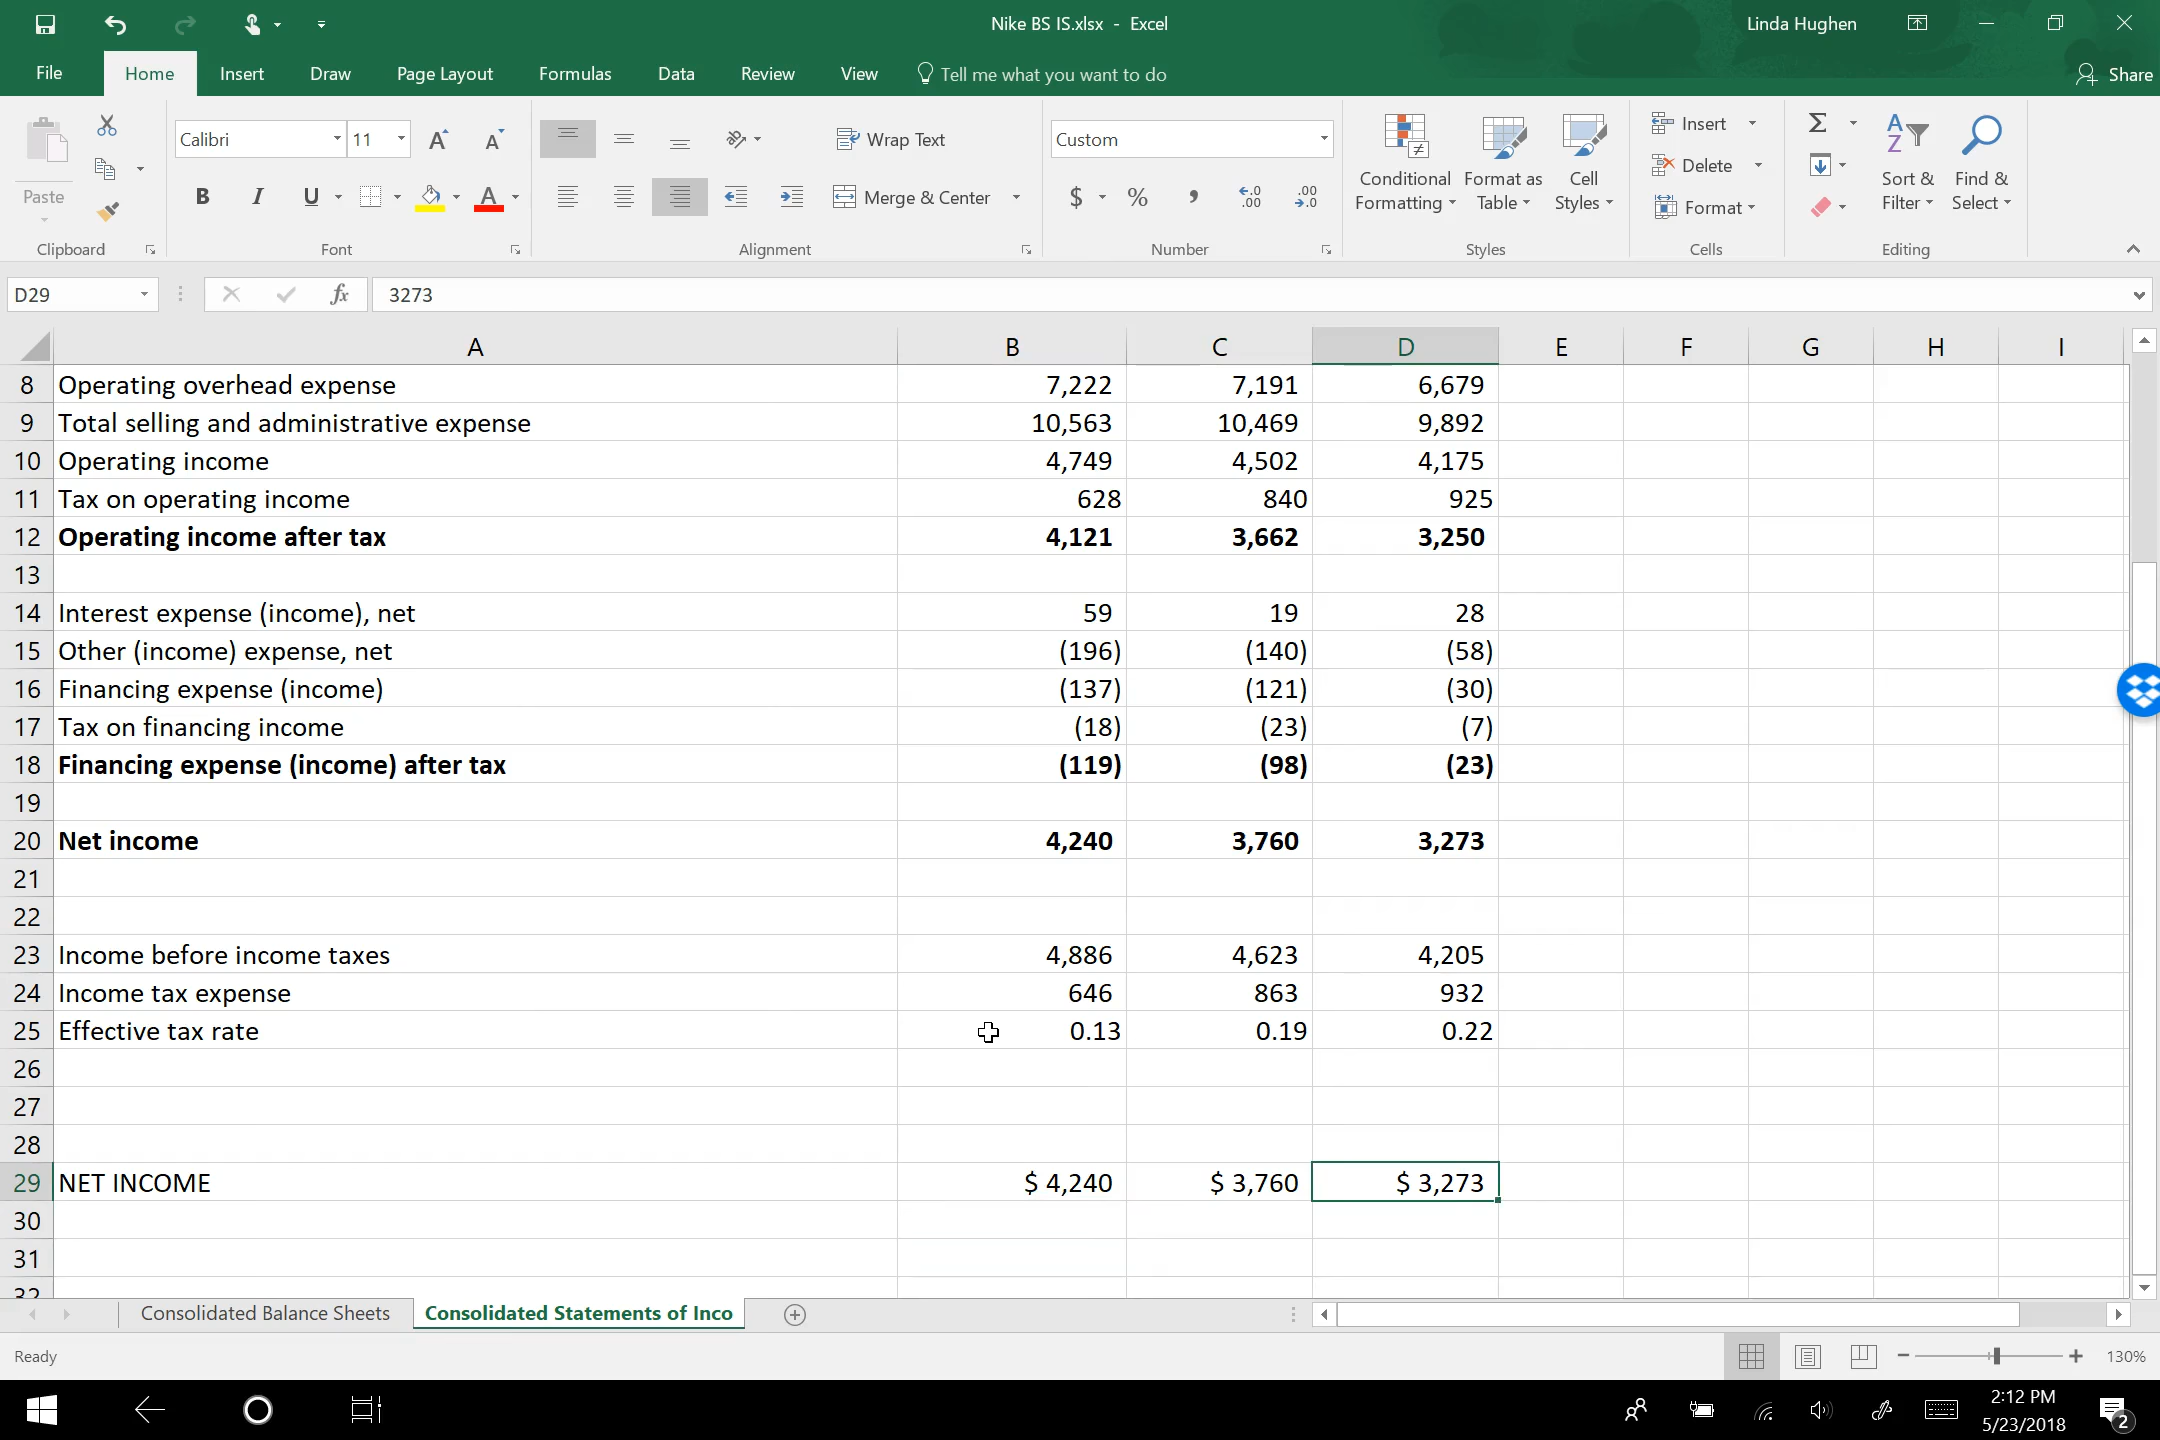 Nike BS IS.xlsx - Excel
Linda Hughen
File Home Insert Draw Page Layout Formulas Data Review View Tell me what you want to do Share
Paste
Clipboard
Calibri 11
B I U
Font
Wrap Text
Merge & Center
Alignment
Custom
$ % ,
Number
Conditional Formatting
Format as Table
Cell Styles
Styles
Insert
Delete
Format
Cells
Sort & Filter
Find & Select
Editing
D29 fx 3273
A B C D E F G H I
8 Operating overhead expense 7,222 7,191 6,679
9 Total selling and administrative expense 10,563 10,469 9,892
10 Operating income 4,749 4,502 4,175
11 Tax on operating income 628 840 925
12 Operating income after tax 4,121 3,662 3,250
13
14 Interest expense (income), net 59 19 28
15 Other (income) expense, net (196) (140) (58)
16 Financing expense (income) (137) (121) (30)
17 Tax on financing income (18) (23) (7)
18 Financing expense (income) after tax (119) (98) (23)
19
20 Net income 4,240 3,760 3,273
21
22
23 Income before income taxes 4,886 4,623 4,205
24 Income tax expense 646 863 932
25 Effective tax rate 0.13 0.19 0.22
26
27
28
29 NET INCOME $ 4,240 $ 3,760 $ 3,273
30
31
32
Consolidated Balance Sheets Consolidated Statements of Inco
Ready 130%
2:12 PM
5/23/2018
2